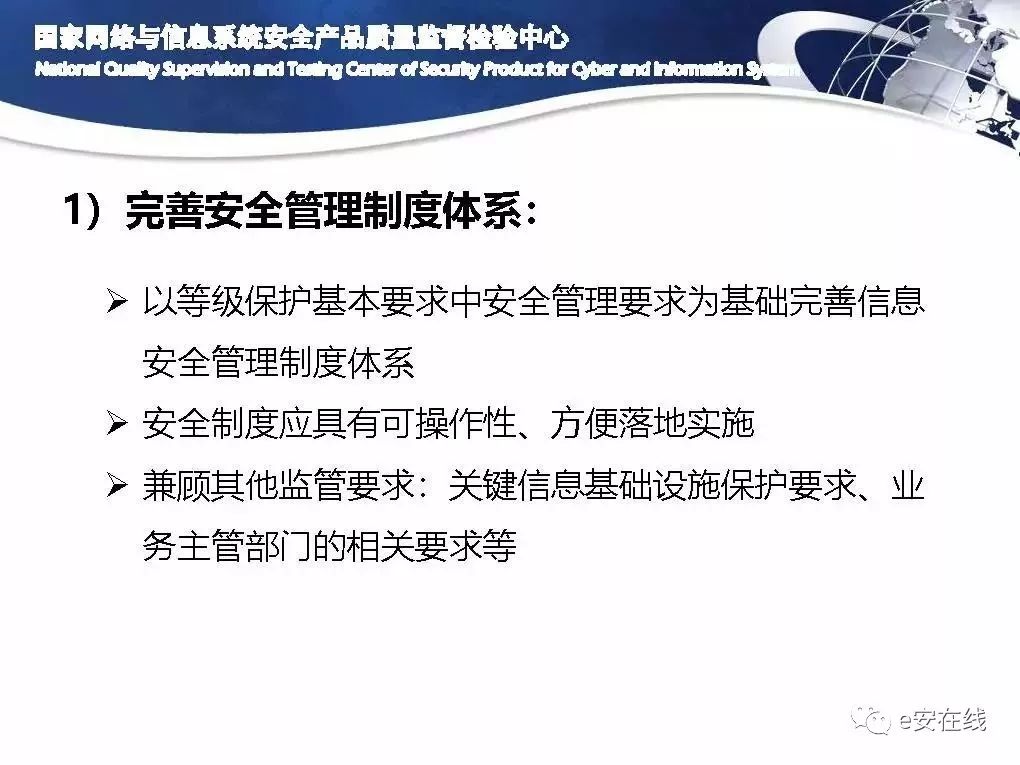 国家网络与信息系统安全产品质量监督检验中心
National Quality Supervision and Testing Center of Security Product for Cyber and Information System
1）完善安全管理制度体系：
➢ 以等级保护基本要求中安全管理要求为基础完善信息
安全管理制度体系
➢ 安全制度应具有可操作性、方便落地实施
➢ 兼顾其他监管要求：关键信息基础设施保护要求、业
务主管部门的相关要求等
e安在线